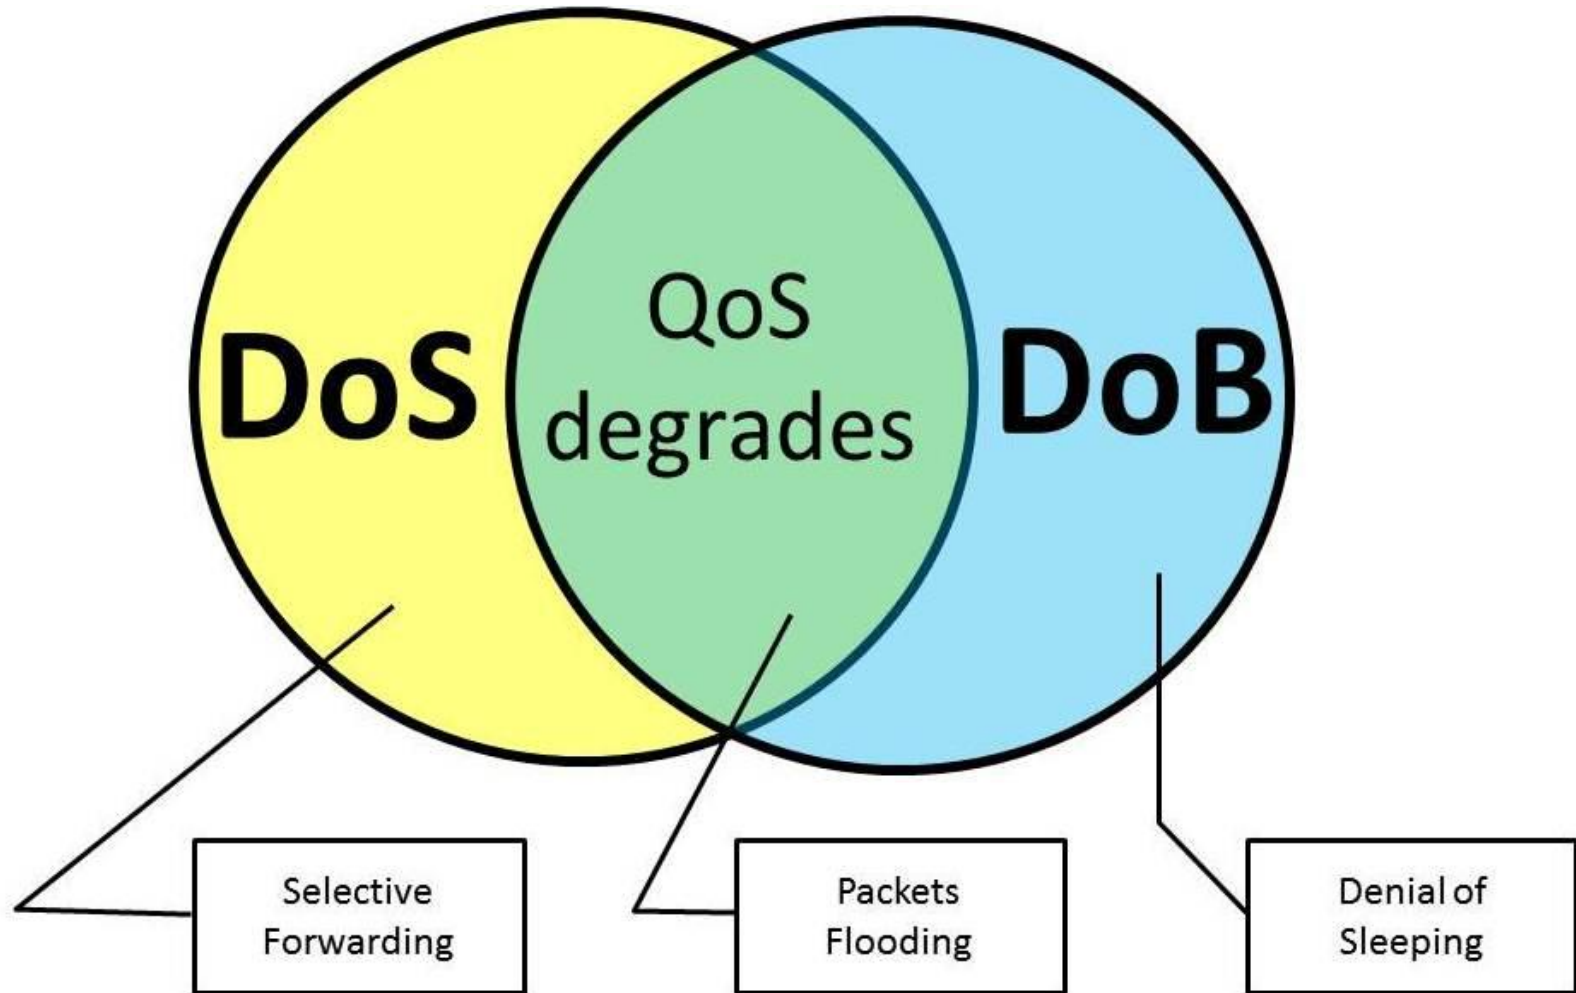 QoS
degrades
DoS
DoB
Selective
Forwarding
Packets
Flooding
Denial of
Sleeping